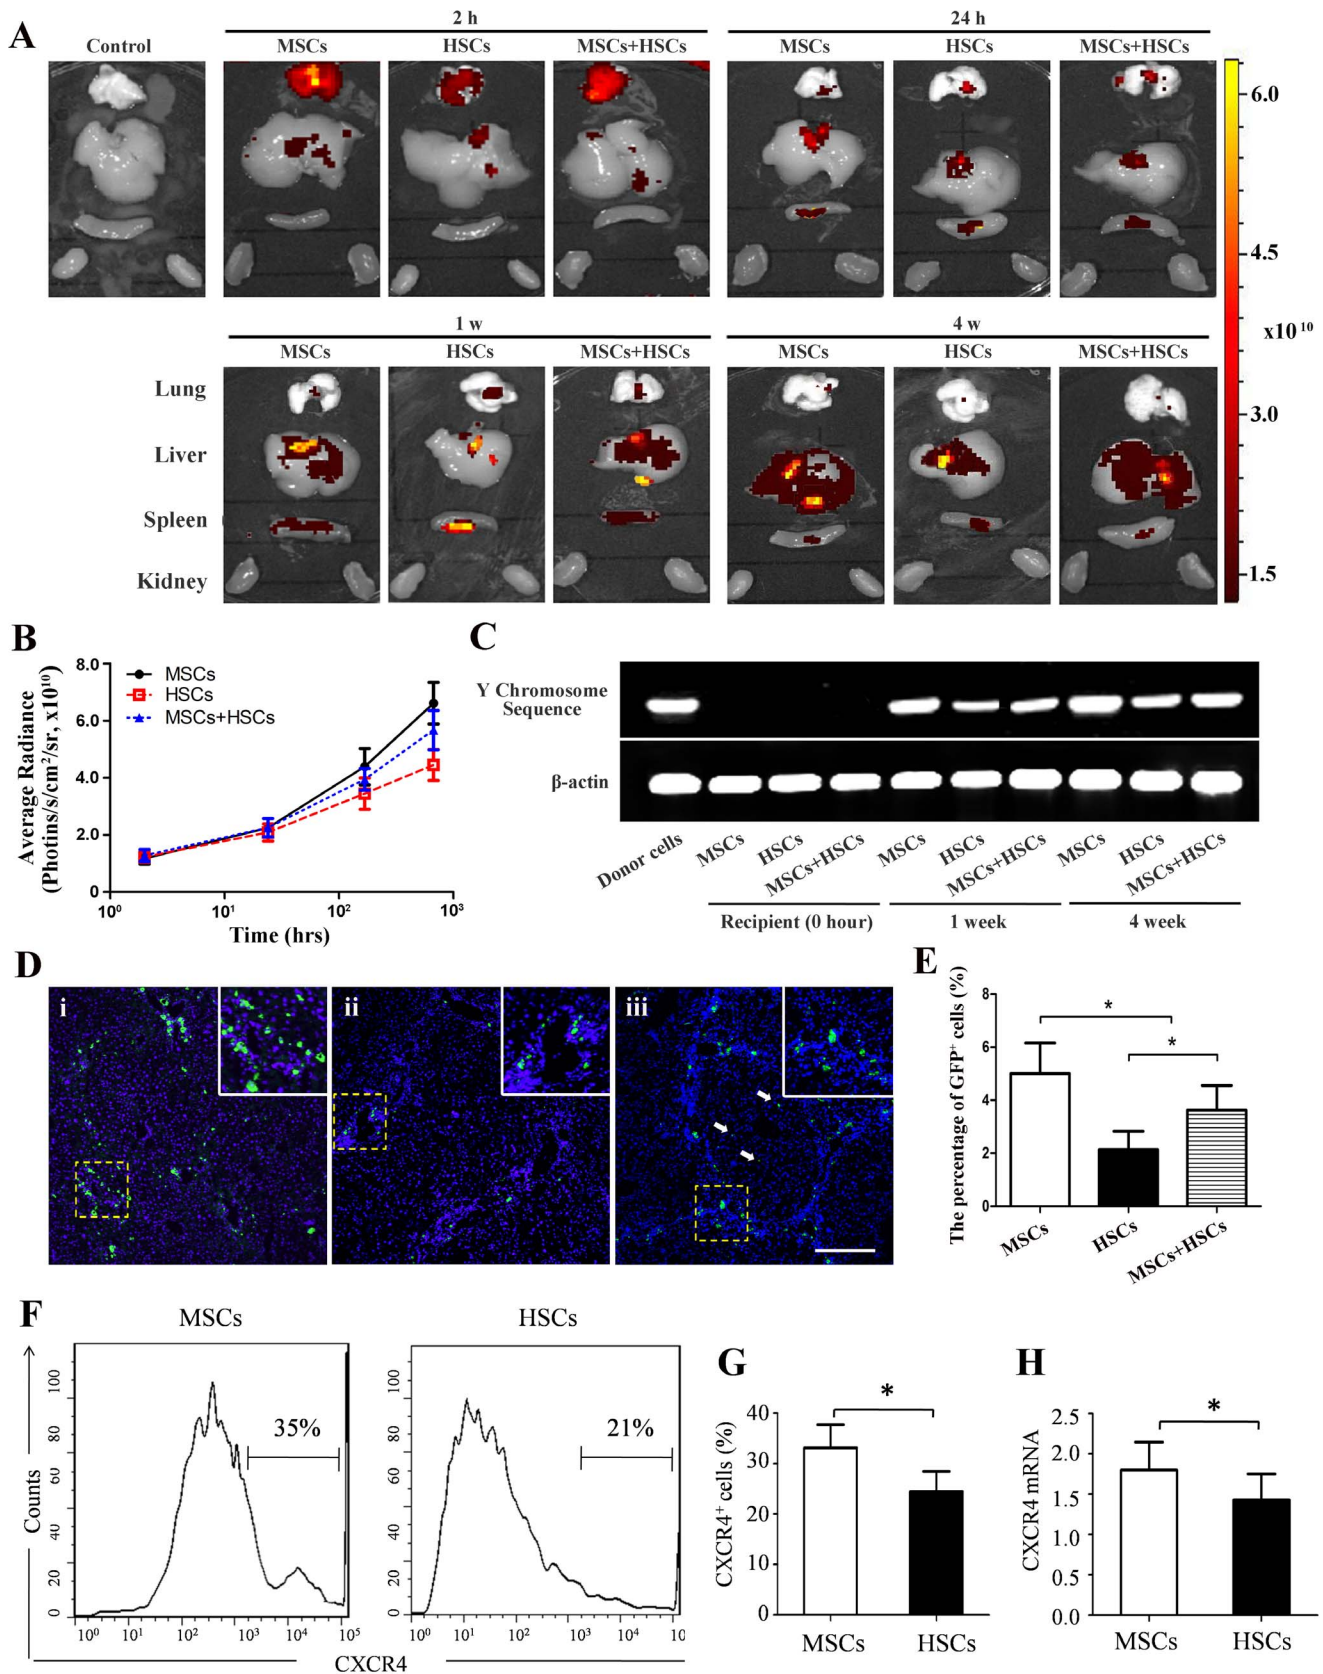 A
2 h
24 h
Control
MSCs
HSCs
MSCs+HSCs
MSCs
HSCs
MSCs+HSCs
6.0
4.5
x10¹⁰
3.0
1.5
1 w
4 w
MSCs
HSCs
MSCs+HSCs
MSCs
HSCs
MSCs+HSCs
Lung
Liver
Spleen
Kidney
B
Average Radiance
(Photins/s/cm²/sr, x10¹⁰)
8.0
6.0
4.0
2.0
0
MSCs
HSCs
MSCs+HSCs
10⁰
10¹
10²
10³
Time (hrs)
C
Y Chromosome
Sequence
β-actin
Donor cells
MSCs
HSCs
MSCs+HSCs
MSCs
HSCs
MSCs+HSCs
MSCs
HSCs
MSCs+HSCs
Recipient (0 hour)
1 week
4 week
D
i
ii
iii
E
The percentage of GFP⁺ cells (%)
8
6
4
2
0
*
*
MSCs
HSCs
MSCs+HSCs
F
MSCs
HSCs
Counts
100
80
60
40
20
0
35%
10⁰
10¹
10²
10³
10⁴
10⁵
100
80
60
40
20
0
21%
10⁰
10¹
10²
10³
10⁴
10
CXCR4
G
CXCR4⁺ cells (%)
40
30
20
10
0
*
MSCs
HSCs
H
CXCR4 mRNA
2.5
2.0
1.5
1.0
0.5
0.0
*
MSCs
HSCs